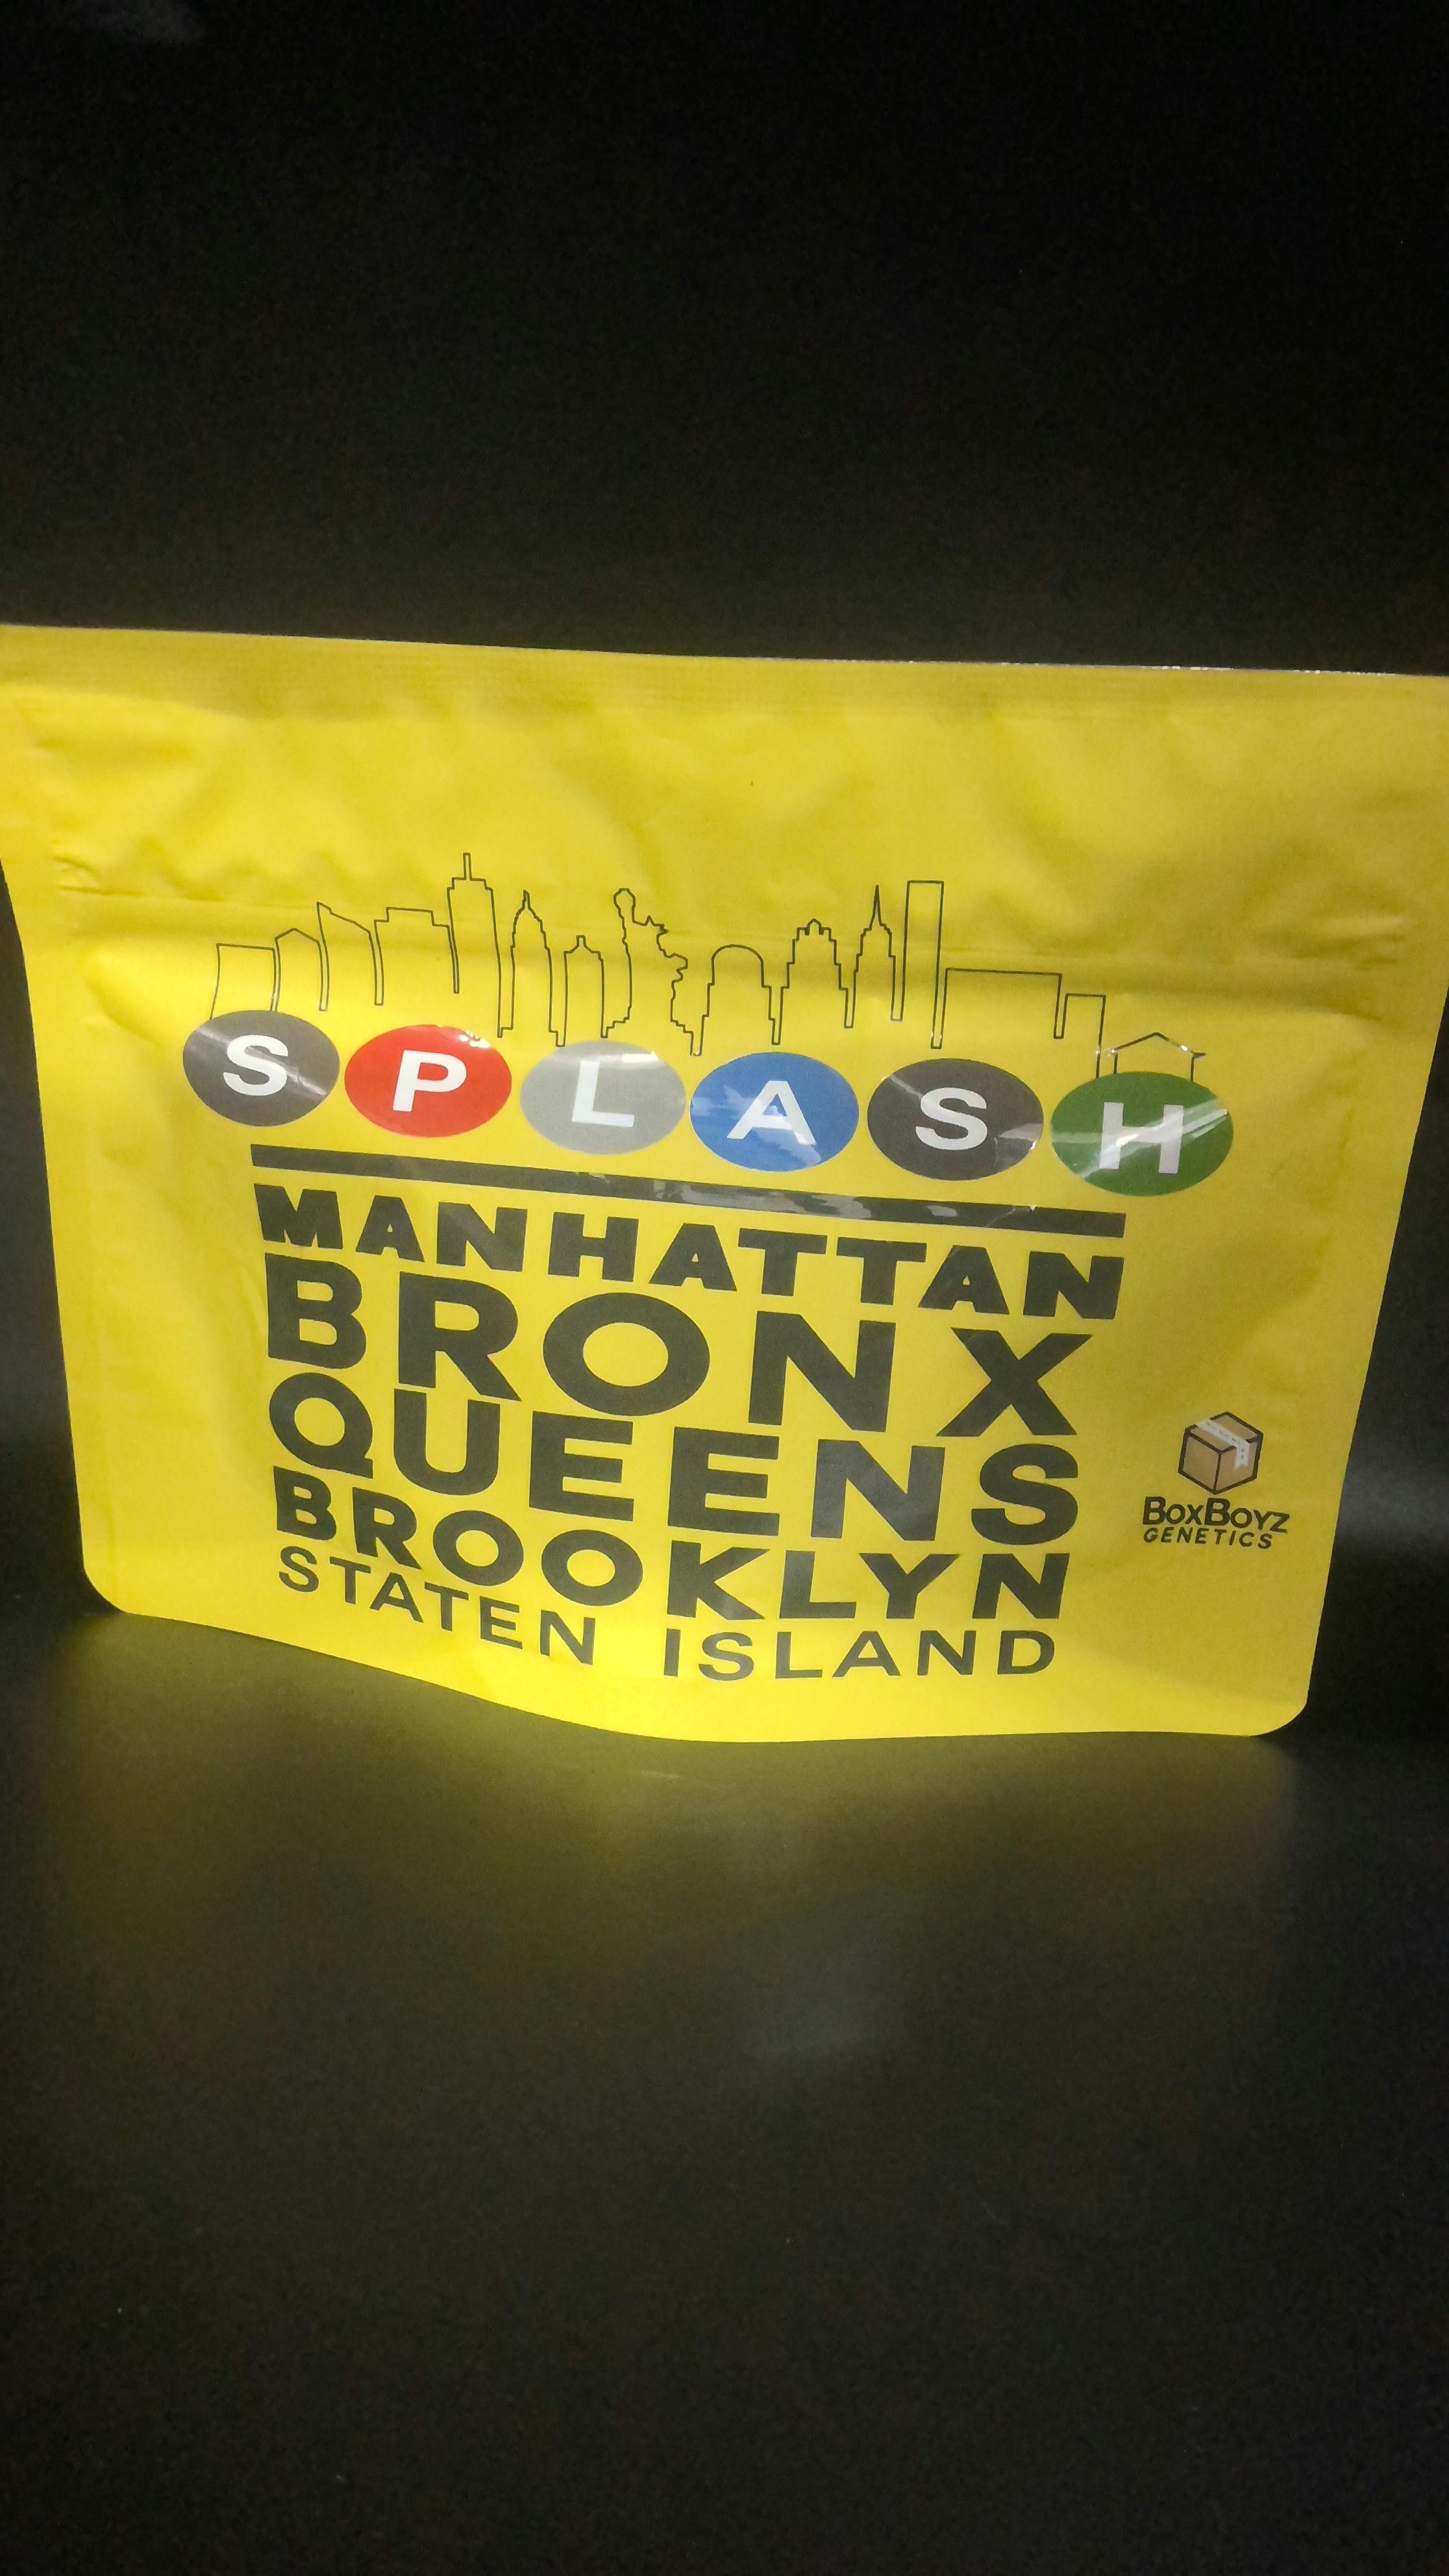 SPLASH
MANHATTAN
BRONX
QUEENS
BROOKLYN
STATEN ISLAND
BOXBOYZ
GENETICS